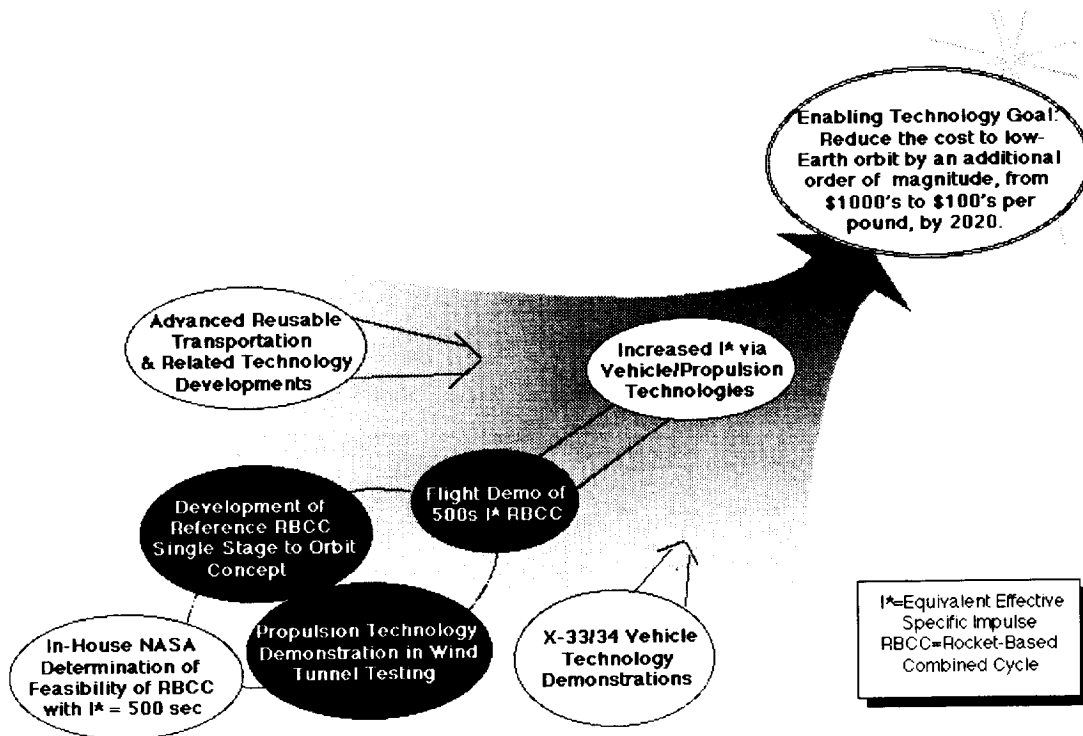 Enabling Technology Goal:
Reduce the cost to low-
Earth orbit by an additional
order of magnitude, from
$1000's to $100's per
pound, by 2020.
Advanced Reusable
Transportation
& Related Technology
Developments
Increased I* via
Vehicle/Propulsion
Technologies
Flight Demo of
500s I* RBCC
Development of
Reference RBCC
Single Stage to Orbit
Concept
Propulsion Technology
Demonstration in Wind
Tunnel Testing
In-House NASA
Determination of
Feasibility of RBCC
with I* = 500 sec
X-33/34 Vehicle
Technology
Demonstrations
I*=Equivalent Effective
Specific Impulse
RBCC=Rocket-Based
Combined Cycle